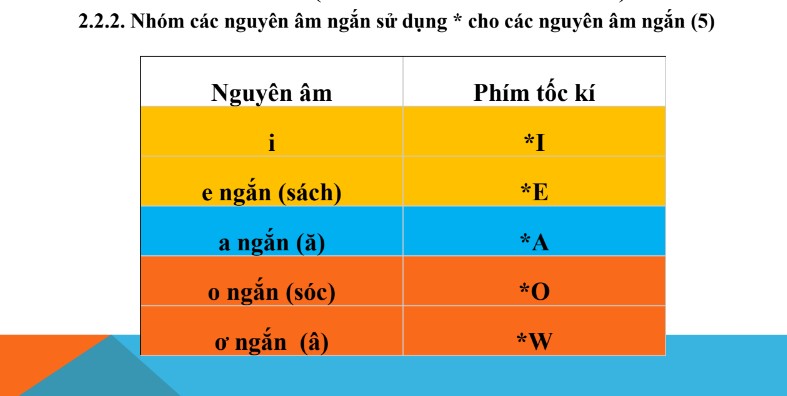 2.2.2. Nhóm các nguyên âm ngắn sử dụng * cho các nguyên âm ngắn (5)
Nguyên âm Phím tốc kí
i *I
e ngắn (sách) *E
a ngắn (ă) *A
o ngắn (sóc) *O
ơ ngắn (â) *W